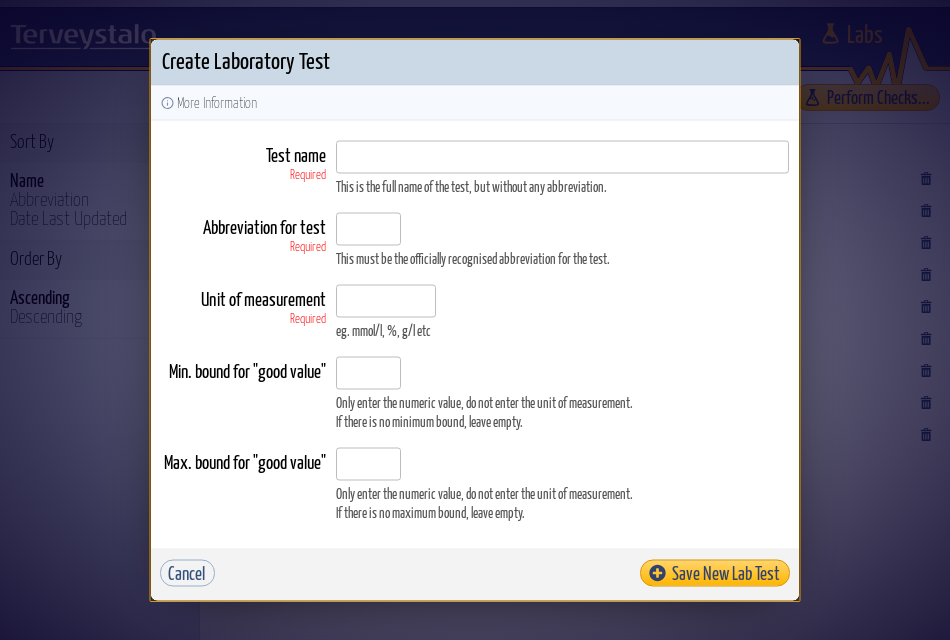 Terveystalo
Labs
Perform Checks...
Sort By
Name
Abbreviation
Date Last Updated
Order By
Ascending
Descending
Create Laboratory Test
More Information
Test name
Required
This is the full name of the test, but without any abbreviation.
Abbreviation for test
Required
This must be the officially recognised abbreviation for the test.
Unit of measurement
Required
eg. mmol/l, %, g/l etc
Min. bound for "good value"
Only enter the numeric value, do not enter the unit of measurement.
If there is no minimum bound, leave empty.
Max. bound for "good value"
Only enter the numeric value, do not enter the unit of measurement.
If there is no maximum bound, leave empty.
Cancel
Save New Lab Test